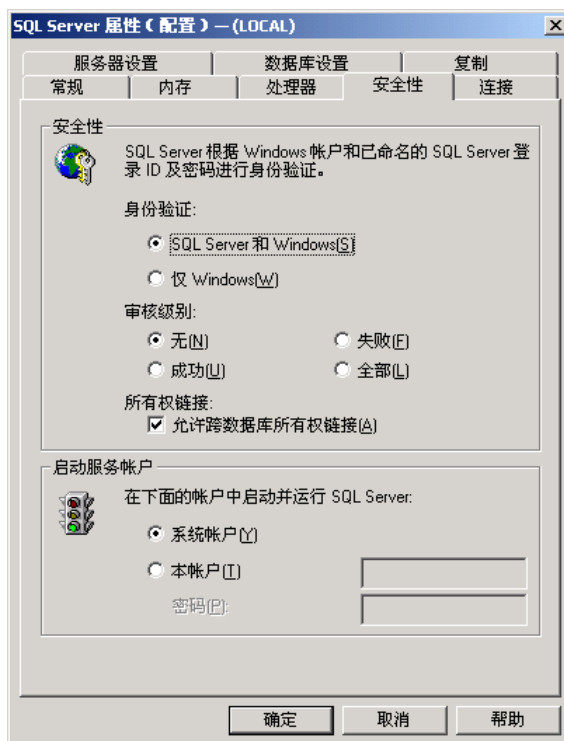 SQL Server 属性(配置) — (LOCAL)
服务器设置 数据库设置 复制
常规 内存 处理器 安全性 连接
安全性
SQL Server 根据 Windows 帐户和已命名的 SQL Server 登
录 ID 及密码进行身份验证。
身份验证:
SQL Server 和 Windows(S)
仅 Windows(W)
审核级别:
无(N) 失败(F)
成功(U) 全部(L)
所有权链接:
允许跨数据库所有权链接(A)
启动服务帐户
在下面的帐户中启动并运行 SQL Server:
系统帐户(Y)
本帐户(T)
密码(P):
确定 取消 帮助